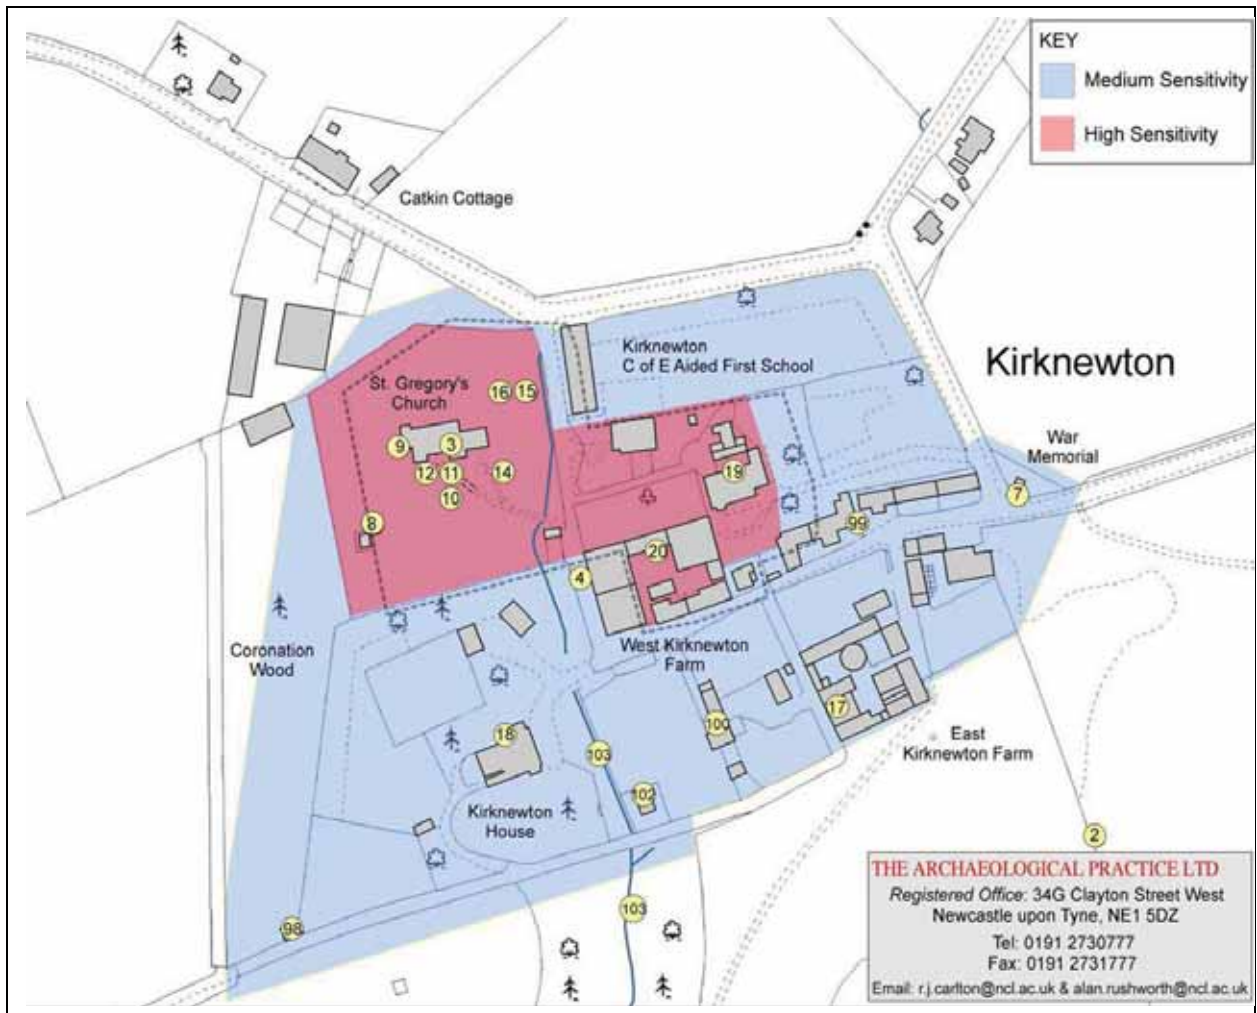 KEY
Medium Sensitivity
High Sensitivity
Catkin Cottage
Kirknewton
C of E Aided First School
Kirknewton
St. Gregory's
Church
16
15
9
3
12
11
14
10
8
19
20
4
99
War
Memorial
7
Coronation
Wood
West Kirknewton
Farm
18
103
100
17
East
Kirknewton Farm
102
Kirknewton
House
2
98
103
THE ARCHAEOLOGICAL PRACTICE LTD
Registered Office: 34G Clayton Street West
Newcastle upon Tyne, NE1 5DZ
Tel: 0191 2730777
Fax: 0191 2731777
Email: r.j.carlton@ncl.ac.uk & alan.rushworth@ncl.ac.uk